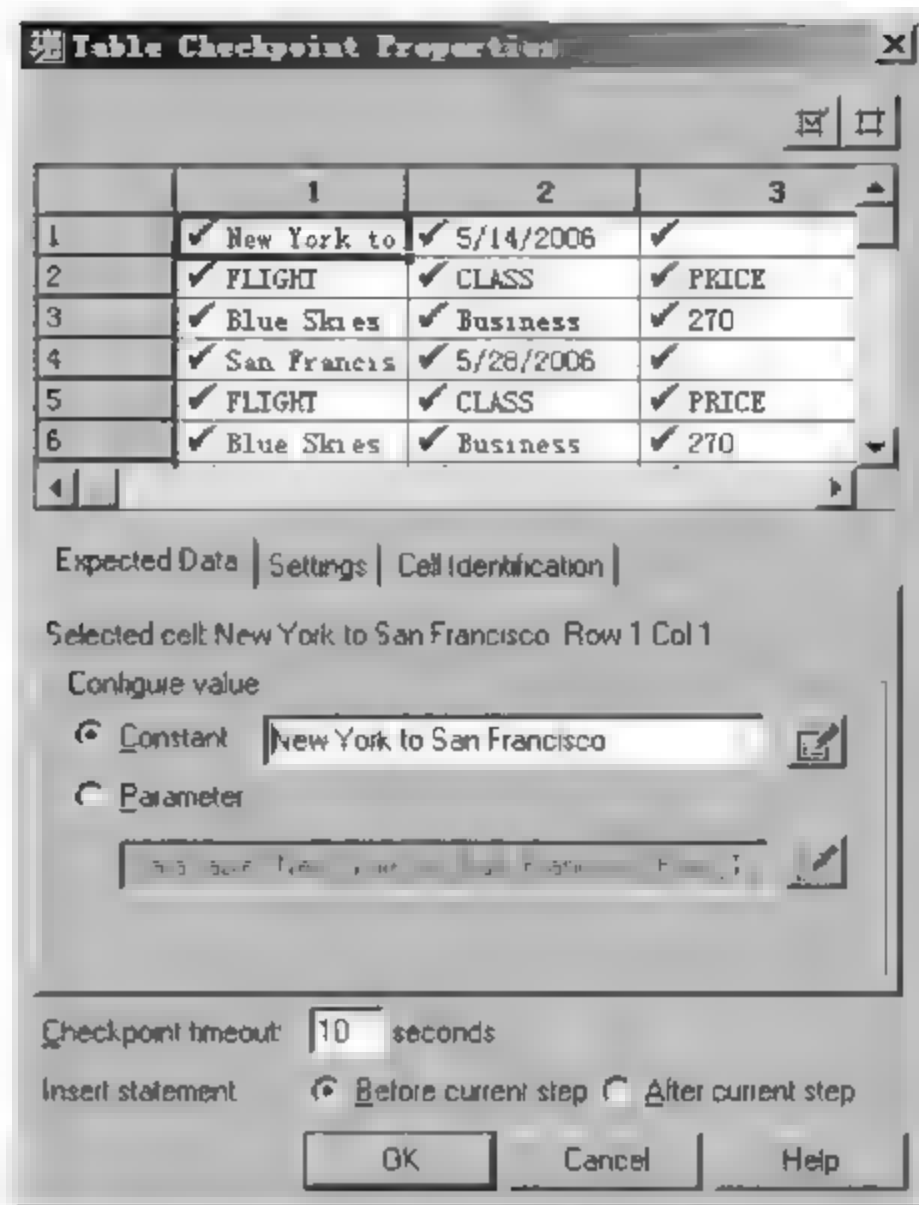 Table Checkpoint Properties
1 2 3
1 New York to 5/14/2006
2 FLIGHT CLASS PRICE
3 Blue Skies Business 270
4 San Francis 5/28/2006
5 FLIGHT CLASS PRICE
6 Blue Skies Business 270
Expected Data Settings Cell Identification
Selected cell: New York to San Francisco Row 1 Col 1
Configure value
Constant New York to San Francisco
Parameter
Checkpoint timeout: 10 seconds
Insert statement Before current step After current step
OK Cancel Help